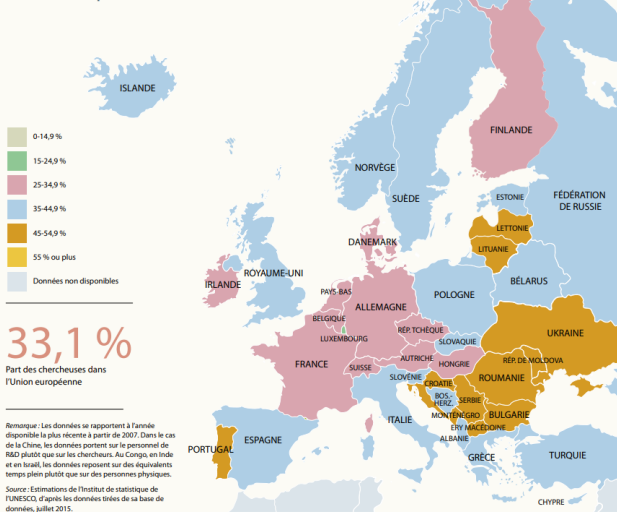 ISLANDE
0-14,9 %
15-24,9 %
25-34,9 %
35-44,9 %
45-54,9 %
55 % ou plus
Données non disponibles
33,1 %
Part des chercheuses dans
l'Union européenne
Remarque : Les données se rapportent à l'année
disponible la plus récente à partir de 2007. Dans le cas
de la Chine, les données portent sur le personnel de
R&D plutôt que sur les chercheurs. Au Congo, en Inde
et en Israël, les données reposent sur des équivalents
temps plein plutôt que sur des personnes physiques.
Source : Estimations de l'Institut de statistique de
l'UNESCO, d'après les données tirées de sa base de
données, juillet 2015.
FINLANDE
NORVÈGE
SUÈDE
ESTONIE
FÉDÉRATION
DE RUSSIE
LETTONIE
LITUANIE
DANEMARK
ROYAUME-UNI
IRLANDE
PAYS-BAS
BELGIQUE
LUXEMBOURG
ALLEMAGNE
POLOGNE
BÉLARUS
RÉP. TCHÈQUE
SLOVAQUIE
UKRAINE
FRANCE
SUISSE
AUTRICHE
HONGRIE
RÉP. DE MOLDOVA
SLOVÉNIE
CROATIE
ROUMANIE
BOS.-
HERZ.
SERBIE
MONTÉNÉGRO
BULGARIE
ERY MACÉDOINE
ALBANIE
ITALIE
GRÈCE
TURQUIE
CHYPRE
PORTUGAL
ESPAGNE